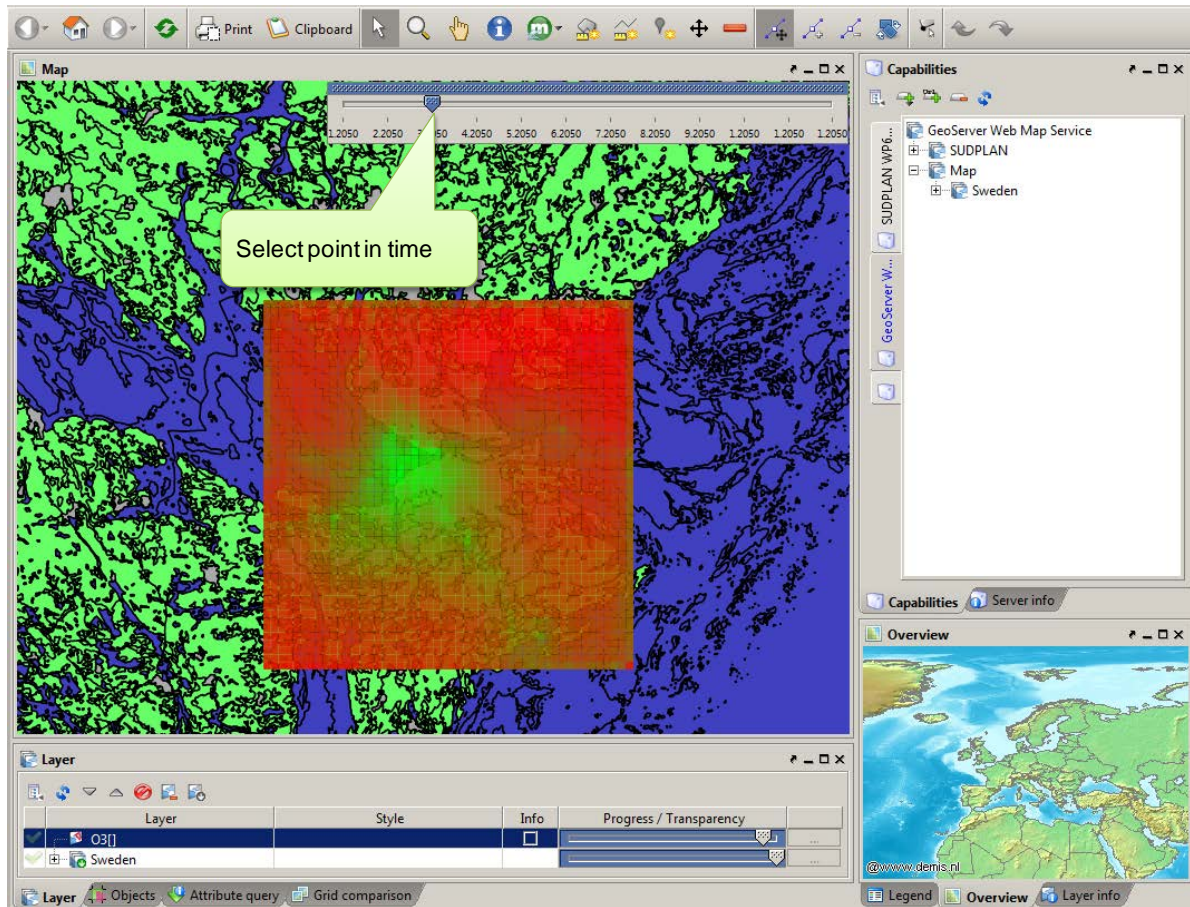 Print
Clipboard
Map
1.2050 2.2050 4.2050 5.2050 6.2050 7.2050 8.2050 9.2050 1.2050 1.2050 1.2050
Select point in time
Layer
Layer Style Info Progress / Transparency
O3[]
...
Sweden
...
Layer Objects Attribute query Grid comparison
Capabilities
SUDPLAN WP6...
GeoServer W...
GeoServer Web Map Service
SUDPLAN
Map
Sweden
Capabilities Server info
Overview
@www.demis.nl
Legend Overview Layer info